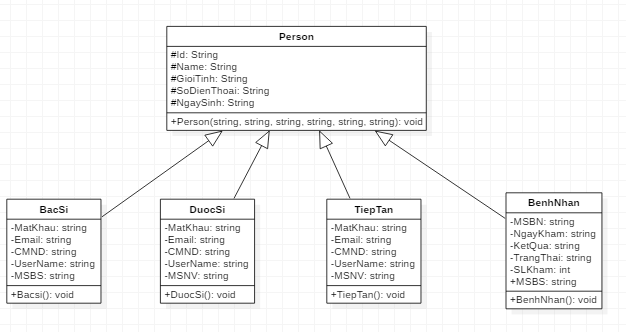 Person
#Id: String
#Name: String
#GioiTinh: String
#SoDienThoai: String
#NgaySinh: String
+Person(string, string, string, string, string, string): void
BacSi
-MatKhau: string
-Email: string
-CMND: string
-UserName: string
-MSBS: string
+Bacsi(): void
DuocSi
-MatKhau: string
-Email: string
-CMND: string
-UserName: string
-MSNV: string
+DuocSi(): void
TiepTan
-MatKhau: string
-Email: string
-CMND: string
-UserName: string
-MSNV: string
+TiepTan(): void
BenhNhan
-MSBN: string
-NgayKham: string
-KetQua: string
-TrangThai: string
-SLKham: int
+MSBS: string
+BenhNhan(): void